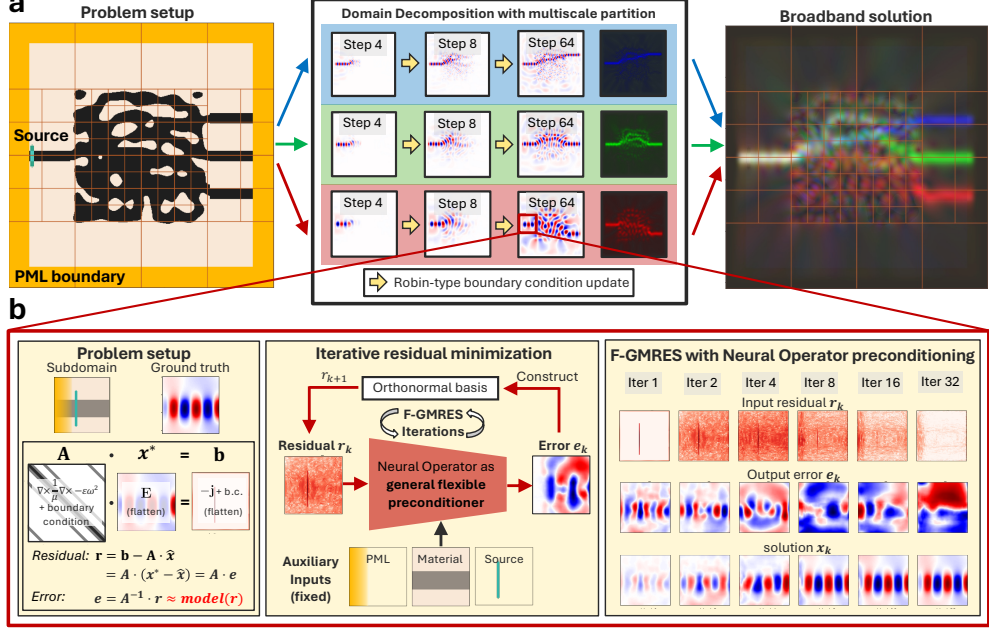 a
Problem setup
Source
PML boundary
Domain Decomposition with multiscale partition
Step 4
Step 8
Step 64
Step 4
Step 8
Step 64
Step 4
Step 8
Step 64
Robin-type boundary condition update
Broadband solution
b
Problem setup
Subdomain
Ground truth
A · x* = b
∇×1/μ∇× −εω²
+ boundary
condition
·
E
(flatten)
=
−j + b.c.
(flatten)
Residual: r = b − A · x̂
= A · (x* − x̂) = A · e
Error: e = A⁻¹ · r ≈ model(r)
Iterative residual minimization
r_{k+1}
Orthonormal basis
Construct
F-GMRES
Iterations
Residual r_k
Error e_k
Neural Operator as
general flexible
preconditioner
Auxiliary
Inputs
(fixed)
PML
Material
Source
F-GMRES with Neural Operator preconditioning
Iter 1
Iter 2
Iter 4
Iter 8
Iter 16
Iter 32
Input residual r_k
Output error e_k
solution x_k